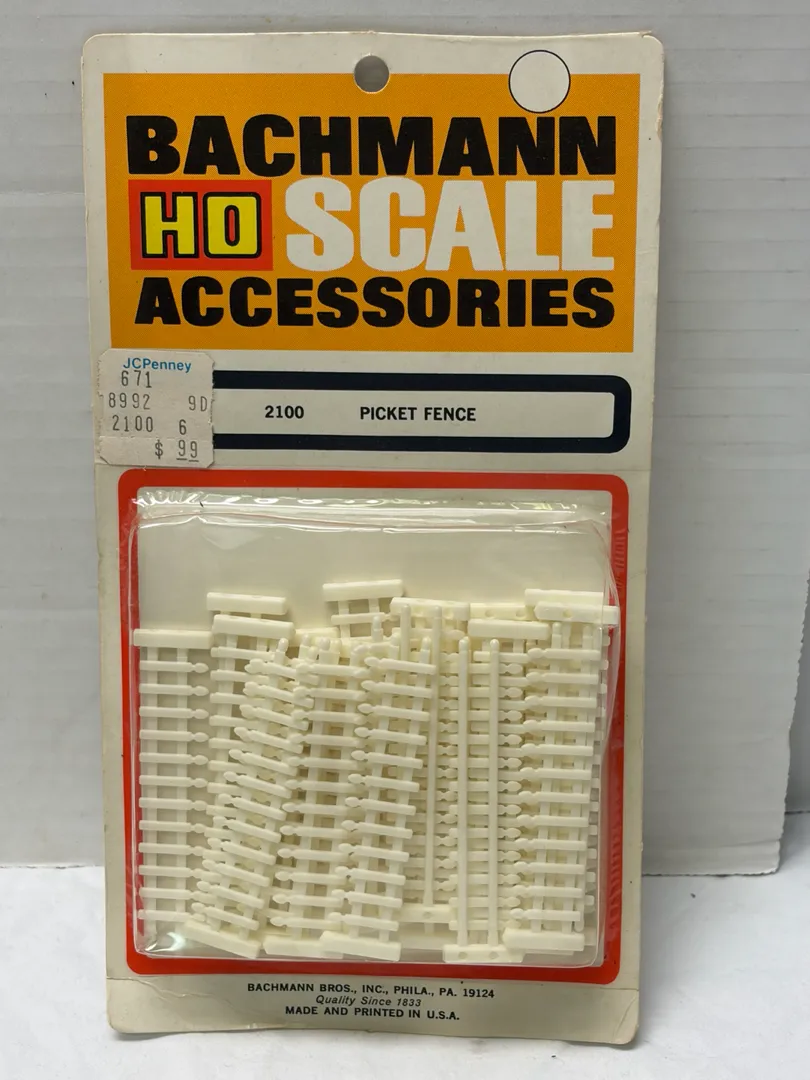 BACHMANN
HO SCALE
ACCESSORIES
JCPenney
671
8992 9D
2100 6
$ 99
2100 PICKET FENCE
BACHMANN BROS., INC., PHILA., PA. 19124
Quality Since 1833
MADE AND PRINTED IN U.S.A.